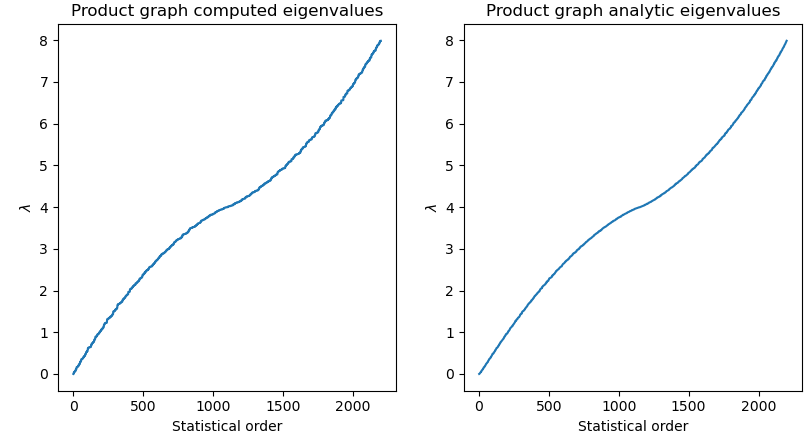 Product graph computed eigenvalues
8
7
6
5
4
3
2
1
0
λ
0 500 1000 1500 2000
Statistical order
Product graph analytic eigenvalues
8
7
6
5
4
3
2
1
0
λ
0 500 1000 1500 2000
Statistical order